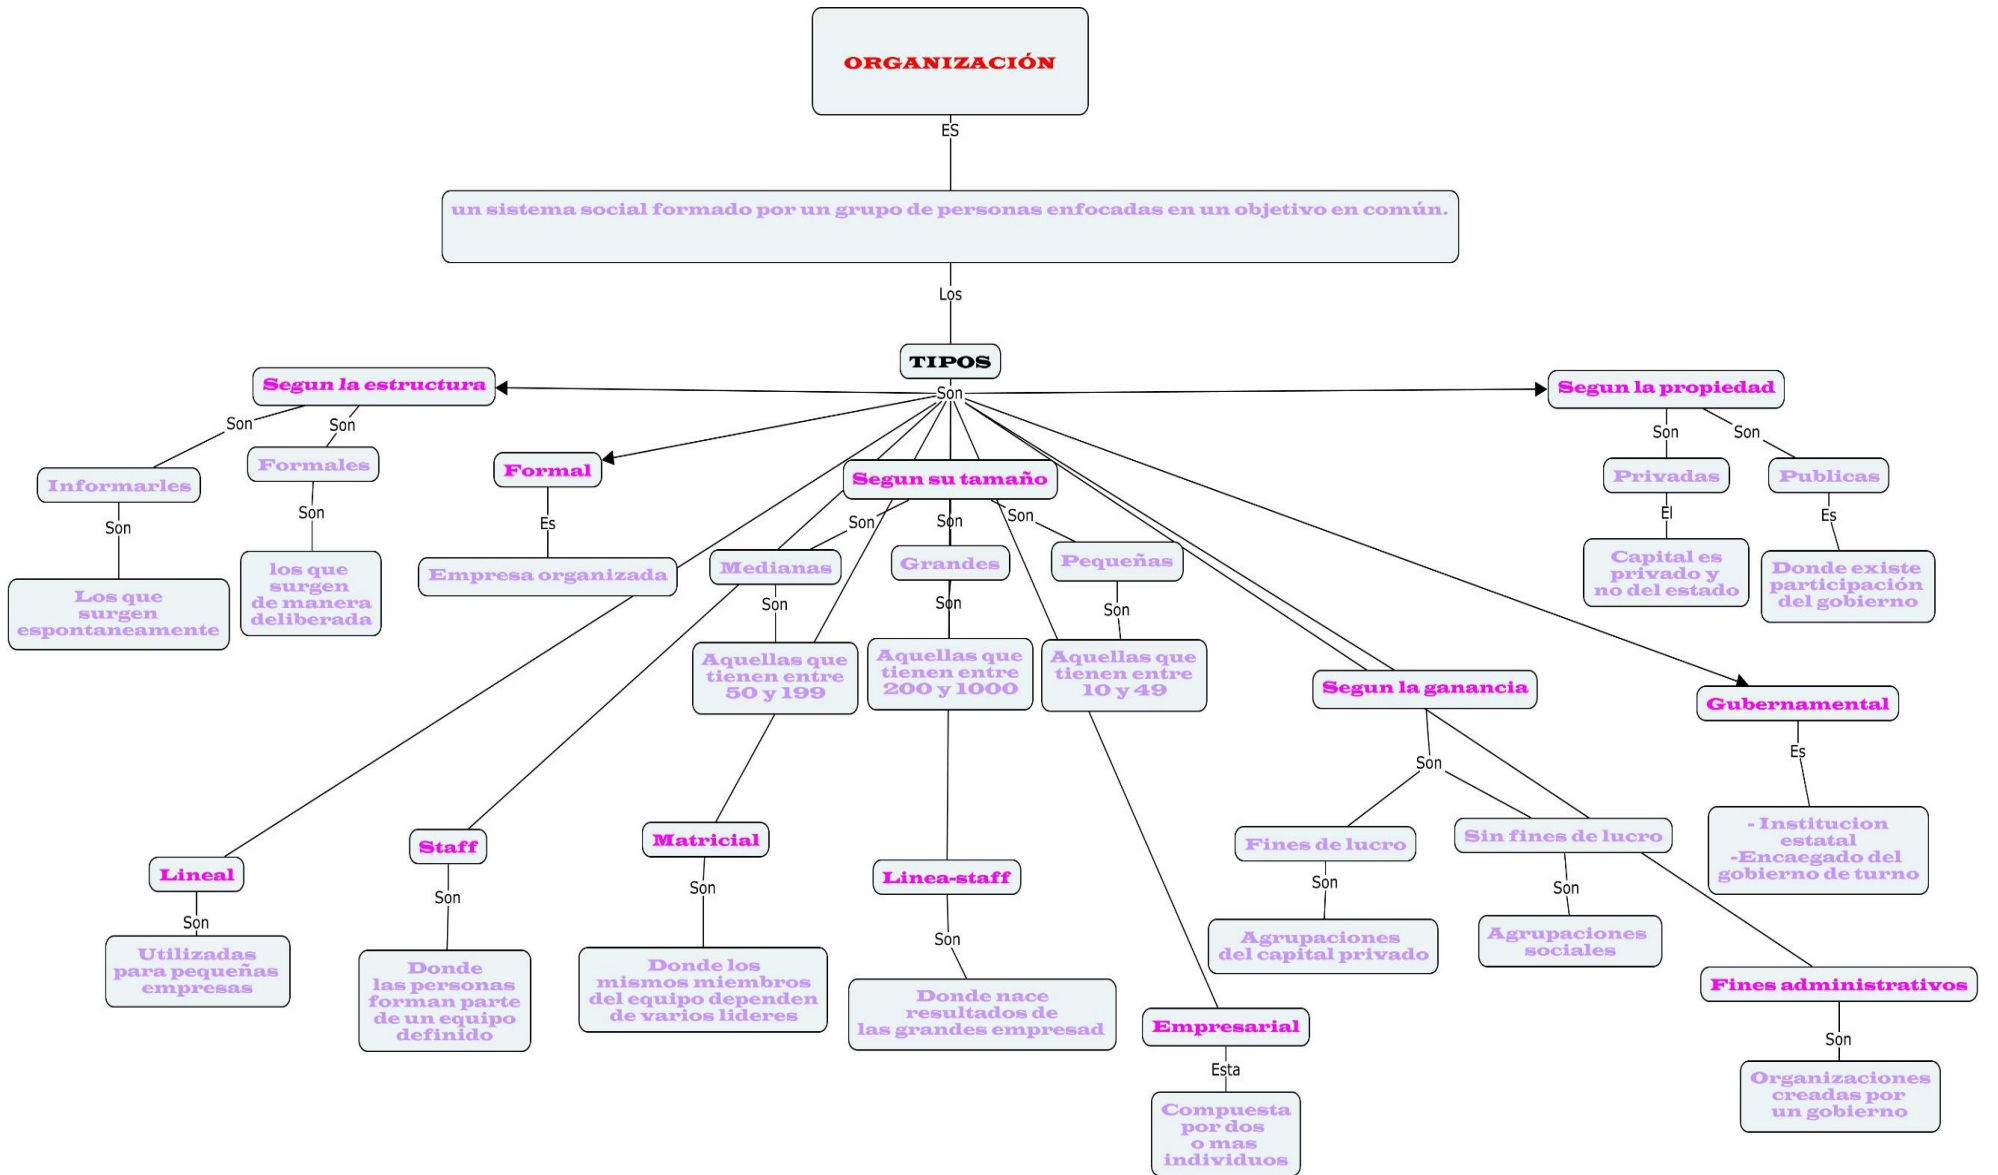 ORGANIZACIÓN
ES
un sistema social formado por un grupo de personas enfocadas en un objetivo en común.
Los
TIPOS
Son
Segun la estructura
Son
Son
Informarles
Son
Los que
surgen
espontaneamente
Formales
Son
los que
surgen
de manera
deliberada
Formal
Es
Empresa organizada
Segun su tamaño
Son
Son
Son
Medianas
Son
Aquellas que
tienen entre
50 y 199
Grandes
Son
Aquellas que
tienen entre
200 y 1000
Pequeñas
Son
Aquellas que
tienen entre
10 y 49
Segun la propiedad
Son
Son
Privadas
El
Capital es
privado y
no del estado
Publicas
Es
Donde existe
participación
del gobierno
Segun la ganancia
Son
Fines de lucro
Son
Agrupaciones
del capital privado
Sin fines de lucro
Son
Agrupaciones
sociales
Gubernamental
Es
- Institucion
estatal
-Encaegado del
gobierno de turno
Lineal
Son
Utilizadas
para pequeñas
empresas
Staff
Son
Donde
las personas
forman parte
de un equipo
definido
Matricial
Son
Donde los
mismos miembros
del equipo dependen
de varios lideres
Linea-staff
Son
Donde nace
resultados de
las grandes empresad
Empresarial
Esta
Compuesta
por dos
o mas
individuos
Fines administrativos
Son
Organizaciones
creadas por
un gobierno